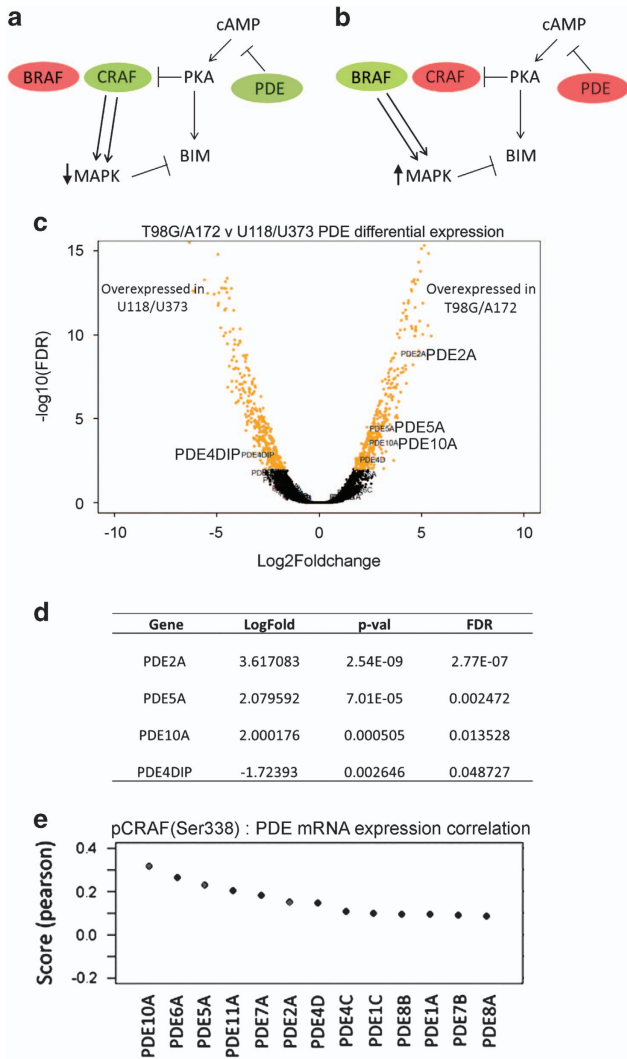 a
cAMP
BRAF CRAF PKA PDE
BIM
MAPK
b
cAMP
BRAF CRAF PKA PDE
BIM
MAPK
c
T98G/A172 v U118/U373 PDE differential expression
Overexpressed in
U118/U373
Overexpressed in
T98G/A172
PDE2A PDE2A
PDE5A PDE5A
PDE10A PDE10A
PDE4DIP PDE4DIP
PDE4D
15
10
5
0
-log10(FDR)
-10 -5 0 5 10
Log2Foldchange
d
Gene LogFold p-val FDR
PDE2A 3.617083 2.54E-09 2.77E-07
PDE5A 2.079592 7.01E-05 0.002472
PDE10A 2.000176 0.000505 0.013528
PDE4DIP -1.72393 0.002646 0.048727
e
pCRAF(Ser338) : PDE mRNA expression correlation
Score (pearson)
0.4
0.2
0.0
-0.2
PDE10A
PDE6A
PDE5A
PDE11A
PDE7A
PDE2A
PDE4D
PDE4C
PDE1C
PDE8B
PDE1A
PDE7B
PDE8A